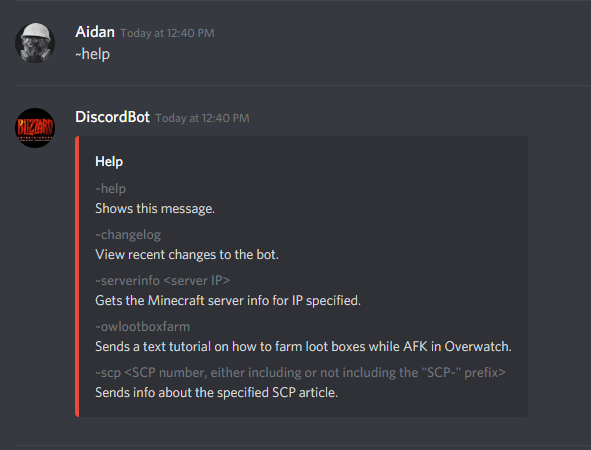 Aidan Today at 12:40 PM
~help
BLIZZARD
DiscordBot Today at 12:40 PM
Help
~help
Shows this message.
~changelog
View recent changes to the bot.
~serverinfo <server IP>
Gets the Minecraft server info for IP specified.
~owlootboxfarm
Sends a text tutorial on how to farm loot boxes while AFK in Overwatch.
~scp <SCP number, either including or not including the "SCP-" prefix>
Sends info about the specified SCP article.